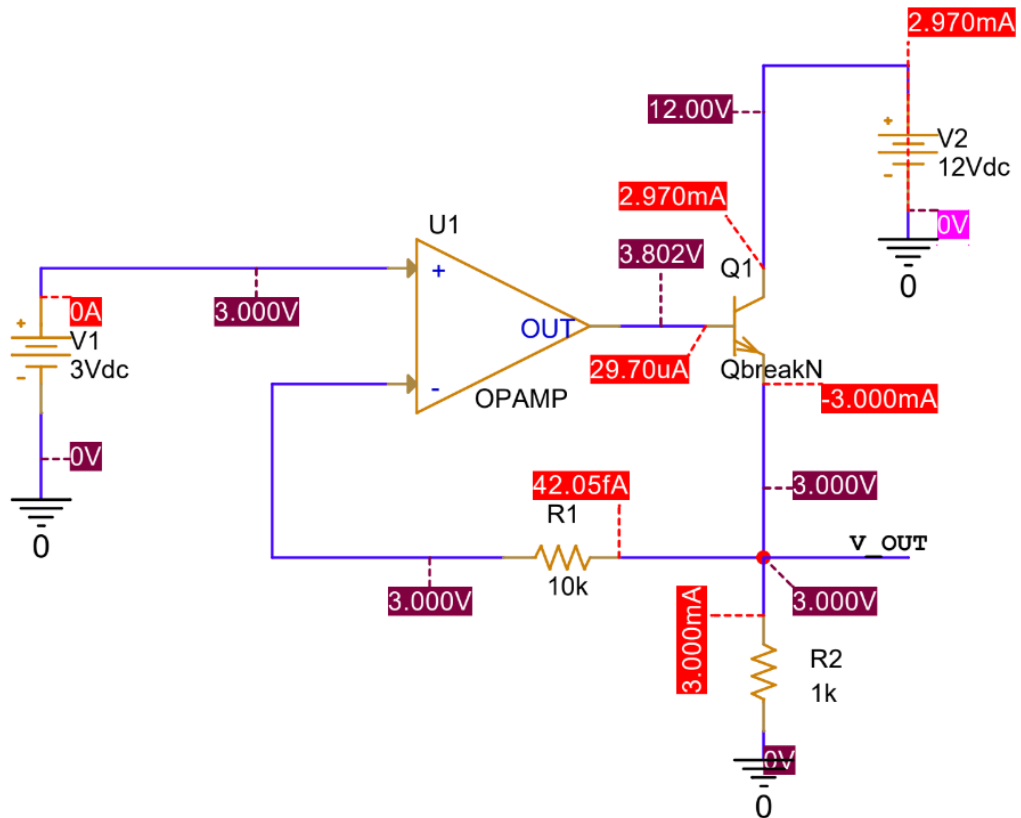 2.970mA
12.00V
+
V2
12Vdc
-
0V
0
2.970mA
U1
3.802V
Q1
+
0A
3.000V
OUT
+
V1
3Vdc
-
29.70uA
QbreakN
-
OPAMP
-3.000mA
0V
42.05fA
3.000V
0
R1
V_OUT
10k
3.000V
3.000V
3.000mA
R2
1k
0V
0